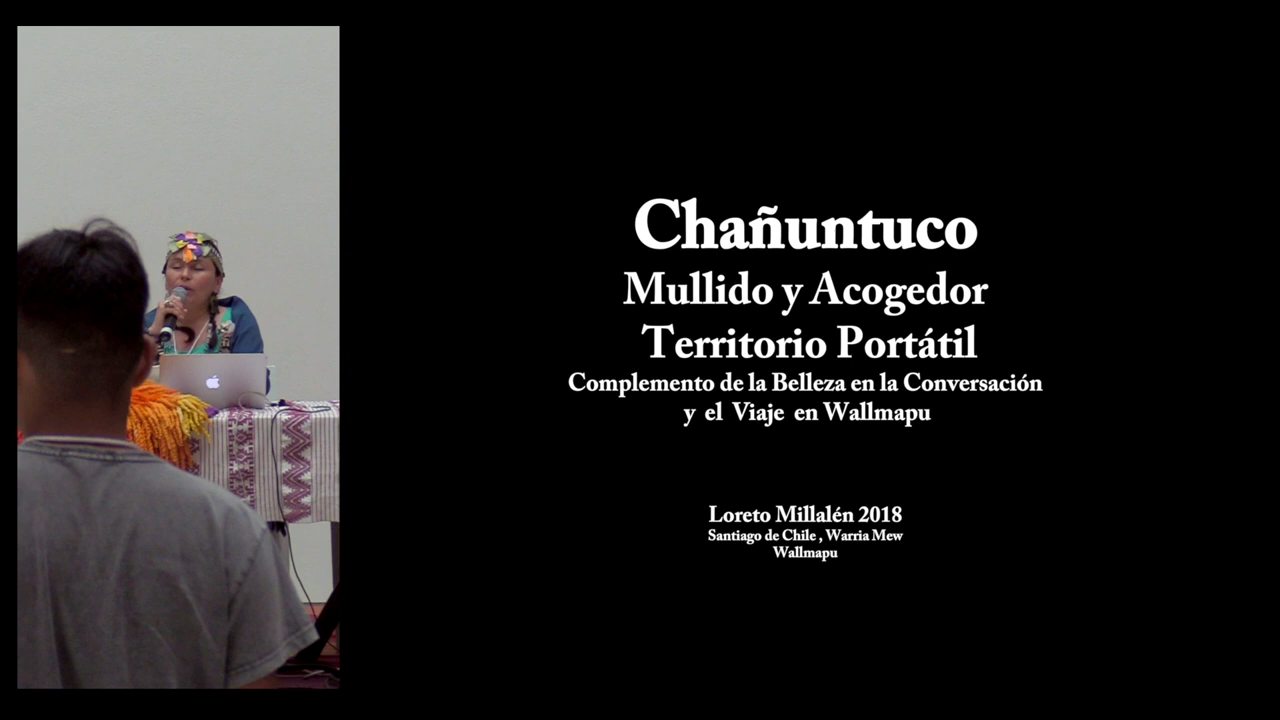 Chañuntuco
Mullido y Acogedor
Territorio Portátil
Complemento de la Belleza en la Conversación
y el Viaje en Wallmapu
Loreto Millalén 2018
Santiago de Chile , Warria Mew
Wallmapu